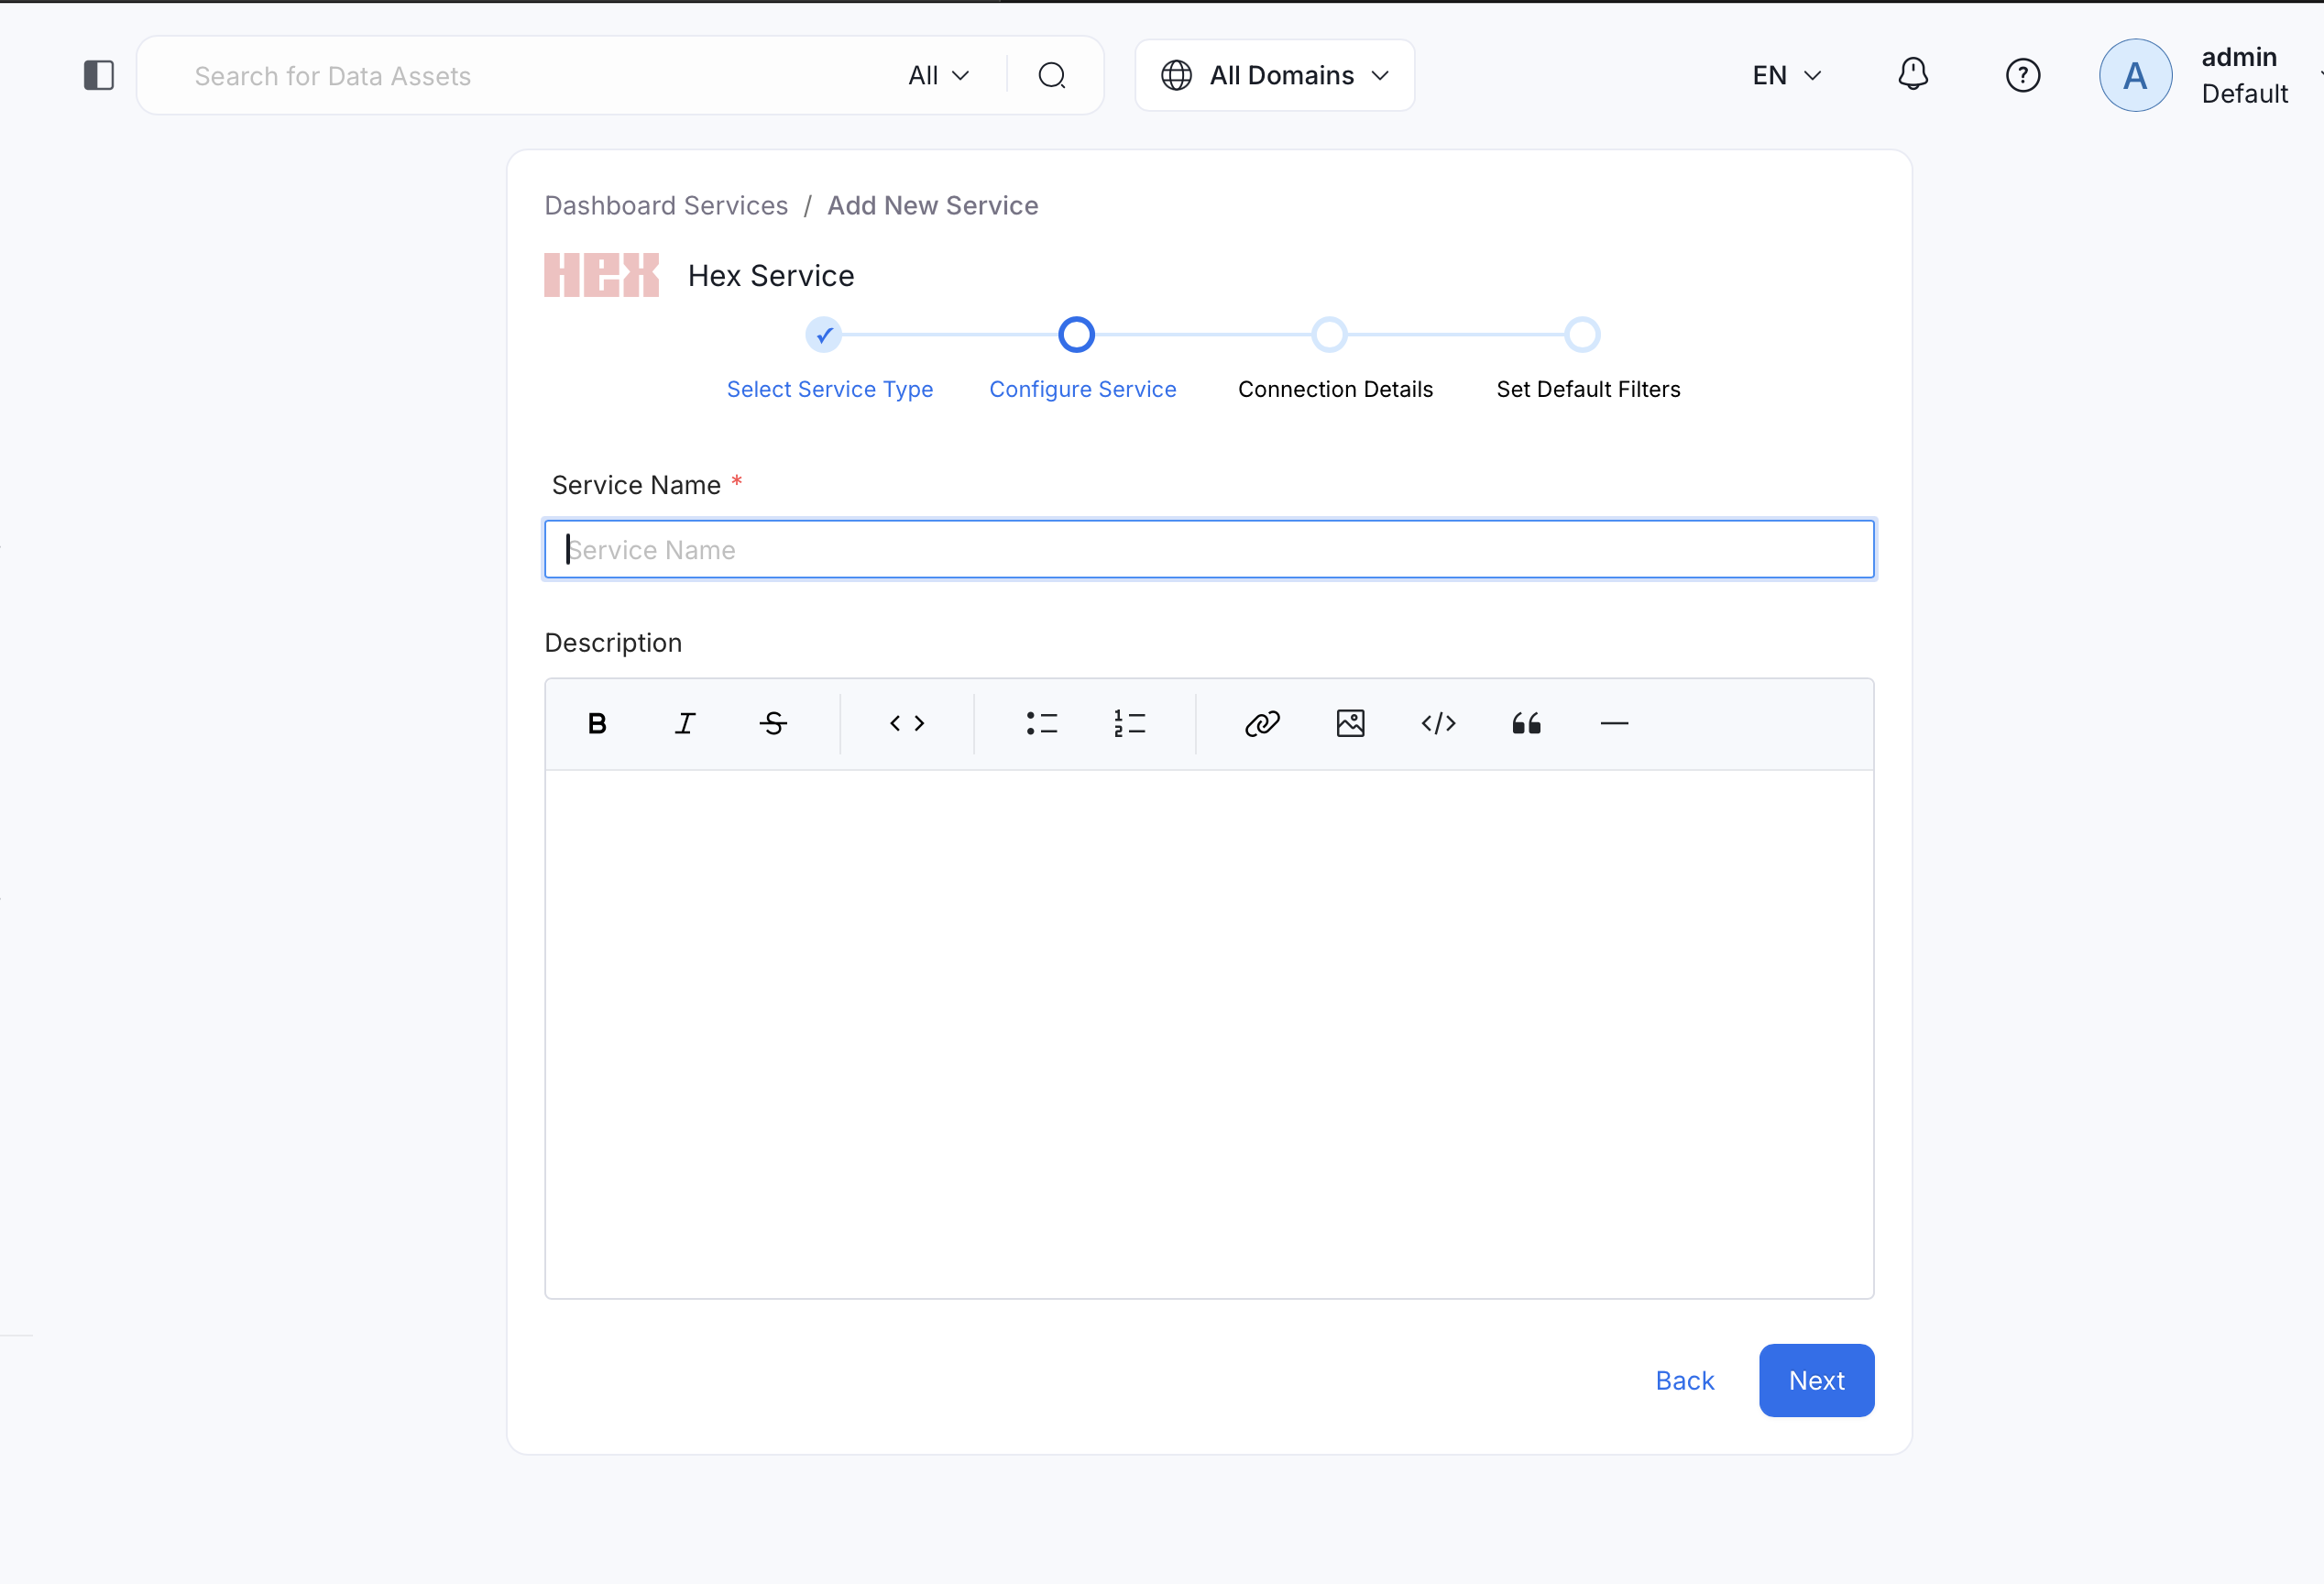 Search for Data Assets
All
All Domains
EN
A
admin
Default
Dashboard Services / Add New Service
HEX
Hex Service
Select Service Type
Configure Service
Connection Details
Set Default Filters
Service Name *
Service Name
Description
Back
Next